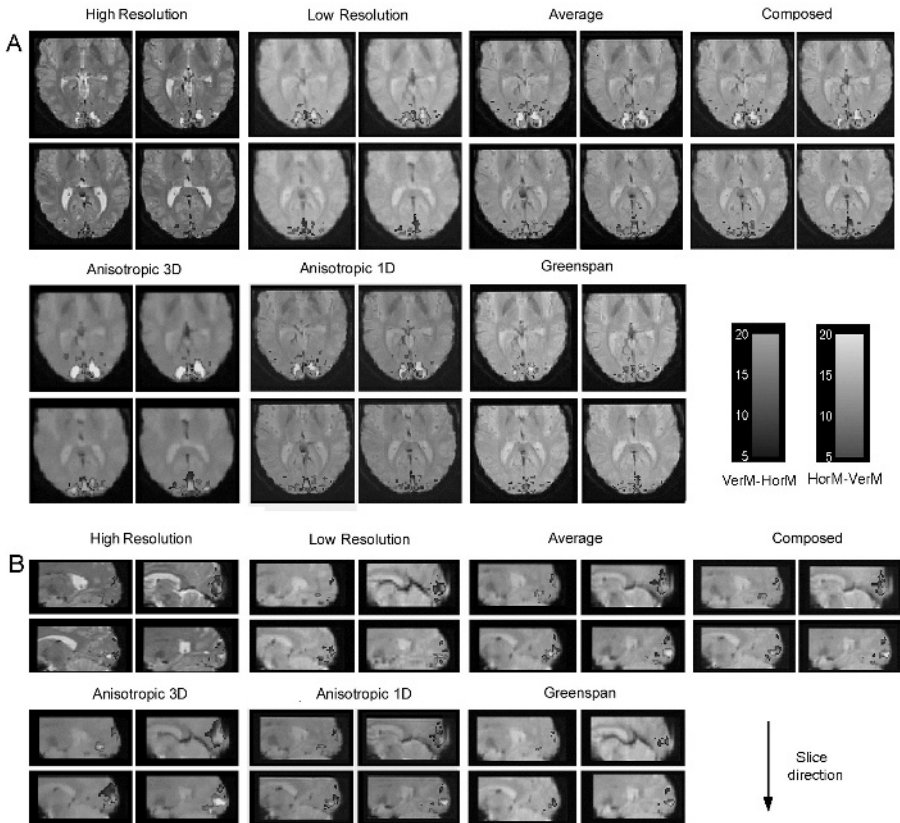 High Resolution Low Resolution Average Composed
A
Anisotropic 3D Anisotropic 1D Greenspan
20 20
15 15
10 10
5 5
VerM-HorM HorM-VerM
High Resolution Low Resolution Average Composed
B
Anisotropic 3D Anisotropic 1D Greenspan
Slice
direction